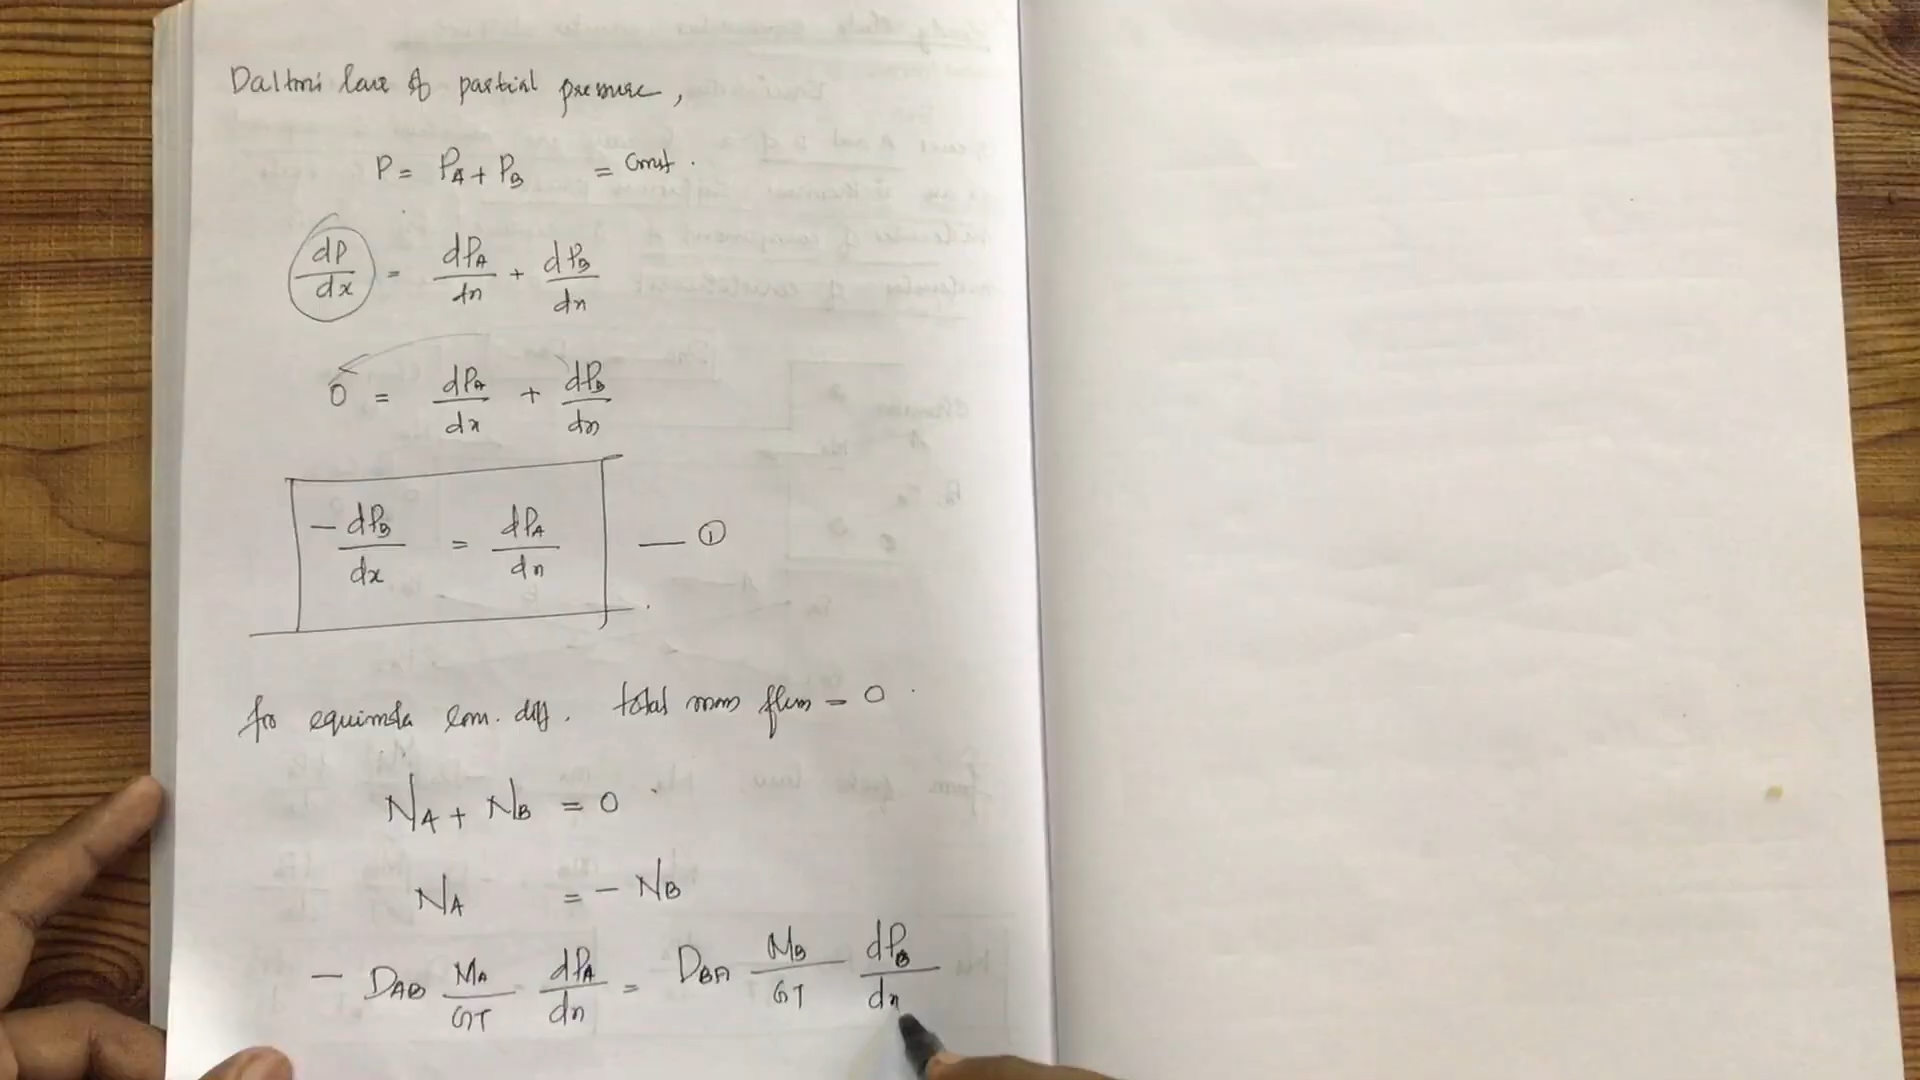 Dalton's law of partial pressure,
P = PA + PB = Const.
dP/dx = dPA/dx + dPB/dx
0 = dPA/dx + dPB/dx
- dPB/dx = dPA/dx — ①
for equimola con. diff. total mass flux = 0
NA + NB = 0
NA = - NB
- DAB MA/GT dPA/dx = DBA MB/GT dPB/dx